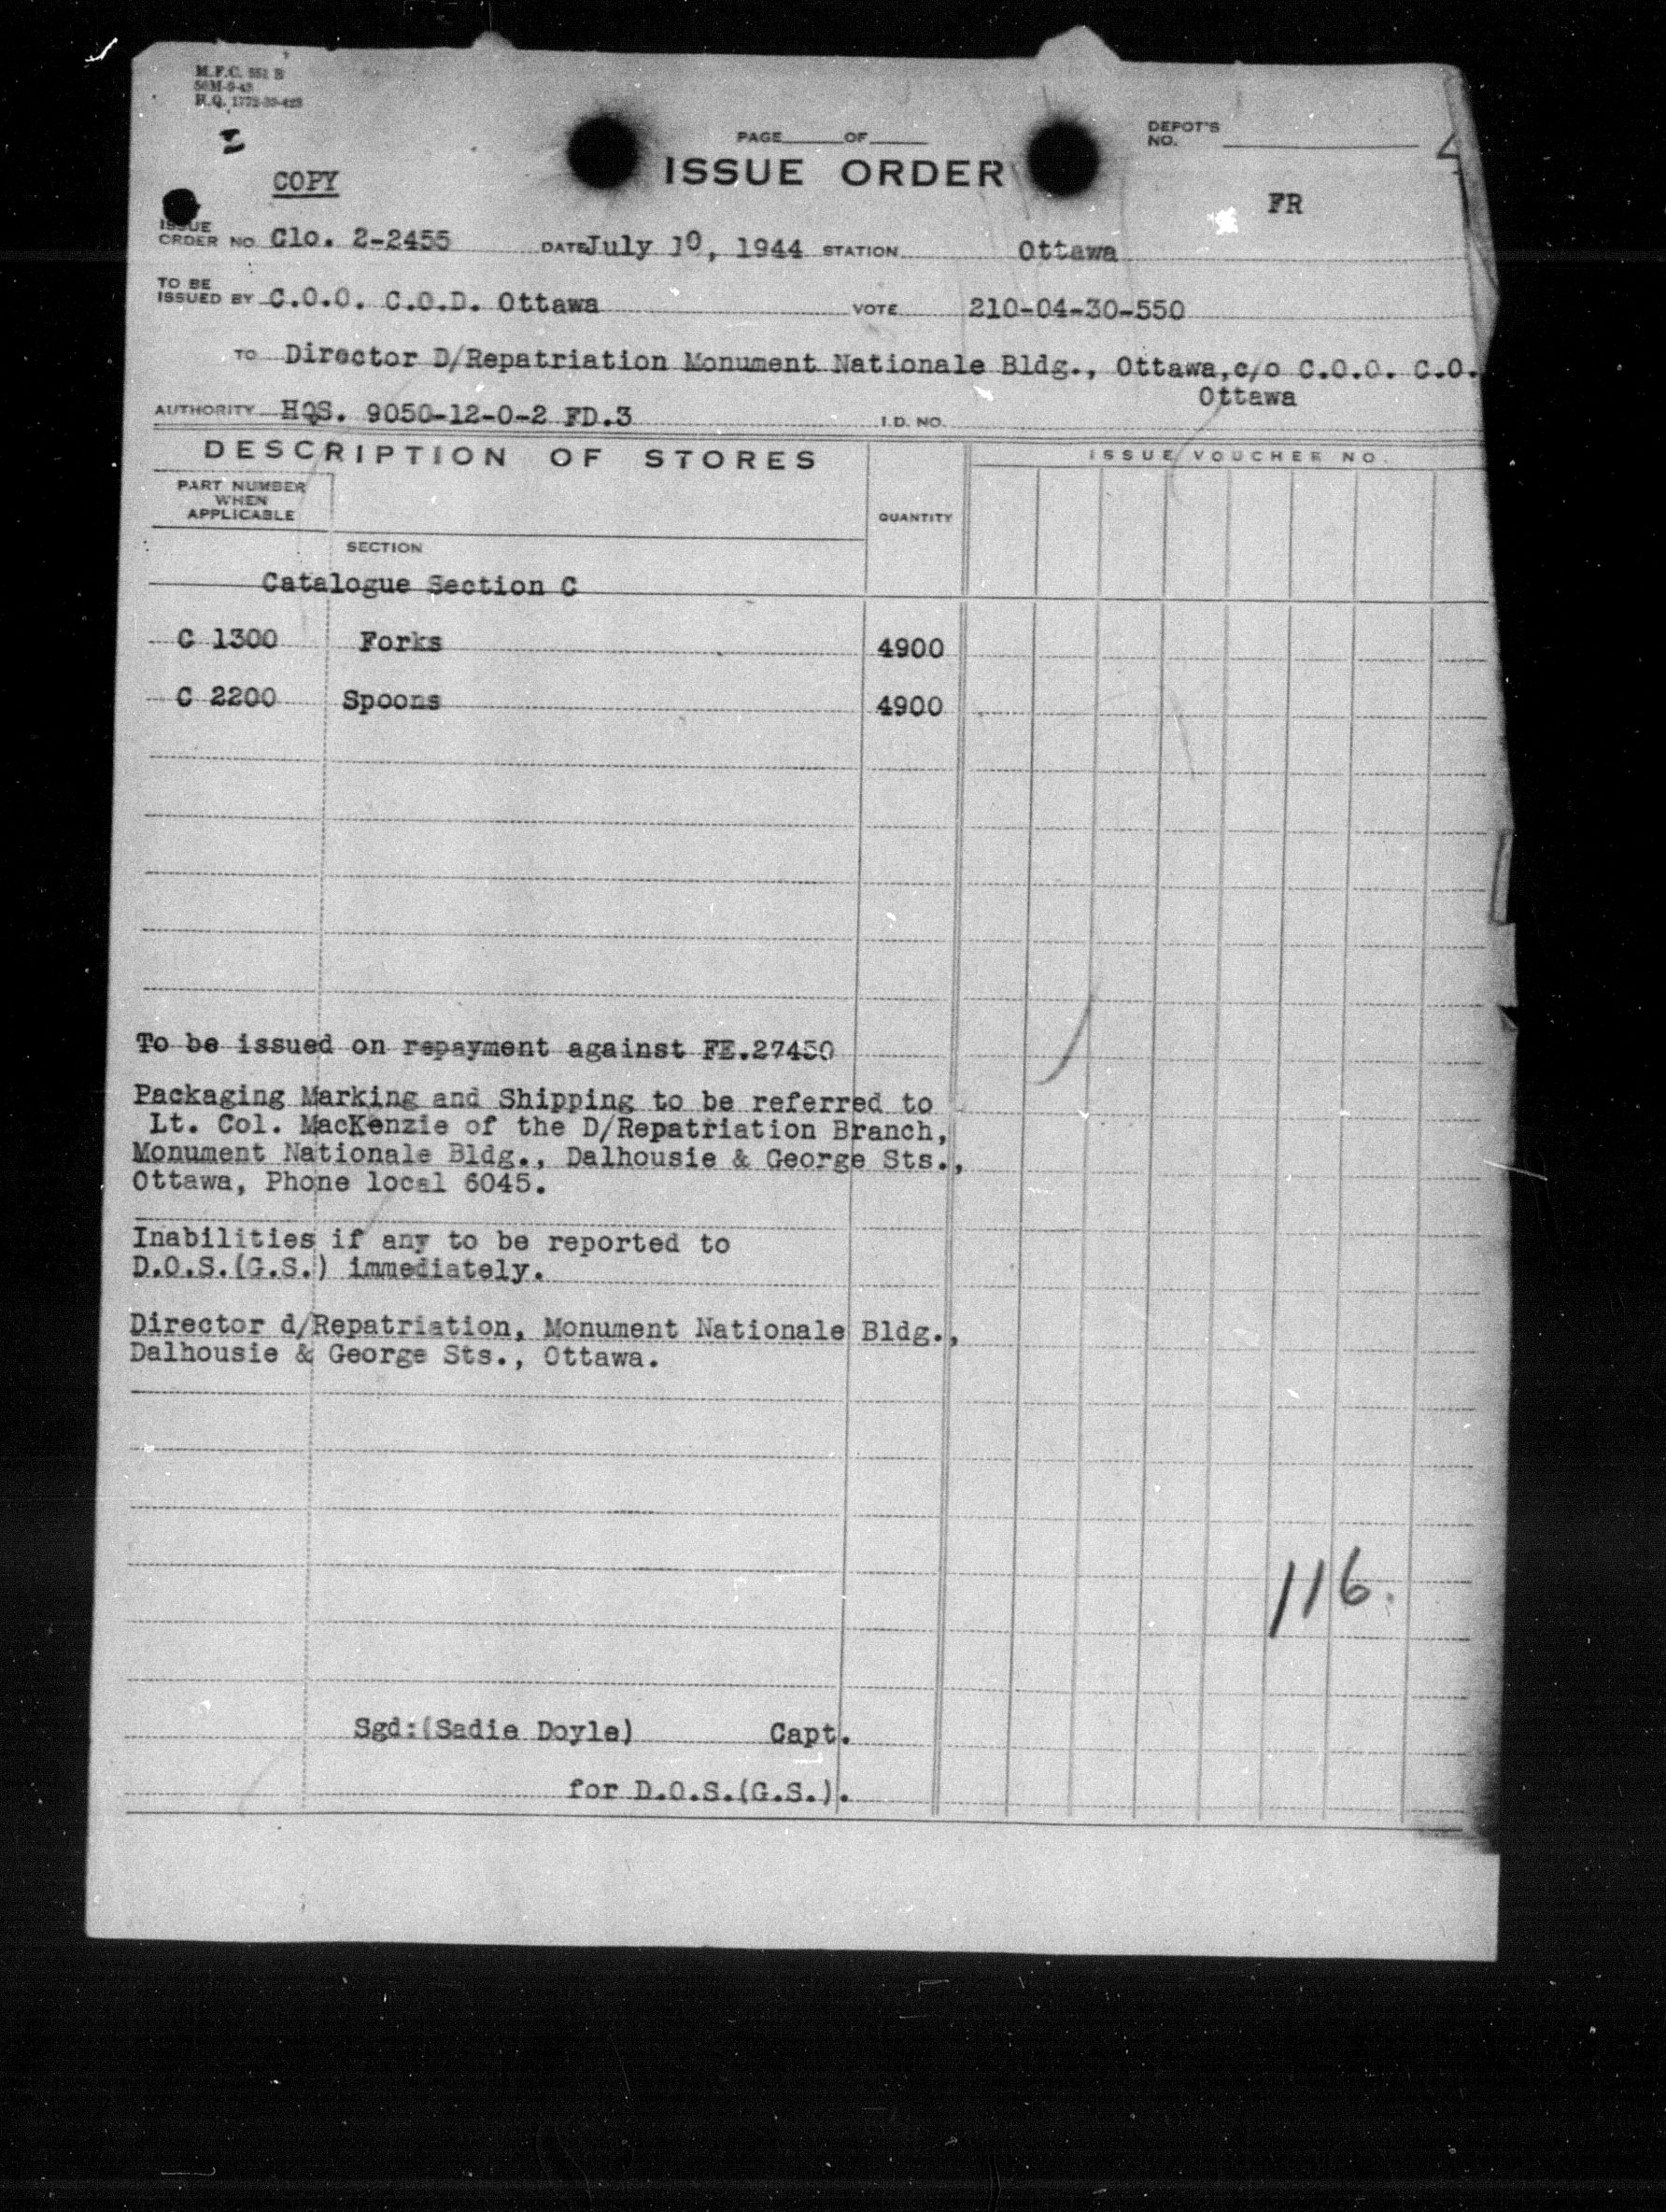 M.F.C. 551 B
50M-9-43
H.Q. 1772-39-423
PAGE OF
DEPOT'S NO.
ISSUE ORDER
COPY
FR
ISSUE ORDER NO. Clo. 2-2455 DATE July 10, 1944 STATION Ottawa
TO BE ISSUED BY C.O.O. C.O.D. Ottawa VOTE 210-04-30-550
TO Director D/Repatriation Monument Nationale Bldg., Ottawa,c/o C.O.O. C.O.
Ottawa
AUTHORITY HQS. 9050-12-0-2 FD.3 I.D. NO.
DESCRIPTION OF STORES
ISSUE VOUCHER NO.
PART NUMBER WHEN APPLICABLE
QUANTITY
SECTION
Catalogue Section C
C 1300 Forks 4900
C 2200 Spoons 4900
To be issued on repayment against FE.27450
Packaging Marking and Shipping to be referred to
Lt. Col. MacKenzie of the D/Repatriation Branch,
Monument Nationale Bldg., Dalhousie & George Sts.,
Ottawa, Phone local 6045.
Inabilities if any to be reported to
D.O.S.(G.S.) immediately.
Director d/Repatriation, Monument Nationale Bldg.,
Dalhousie & George Sts., Ottawa.
116.
Sgd:(Sadie Doyle) Capt.
for D.O.S.(G.S.).